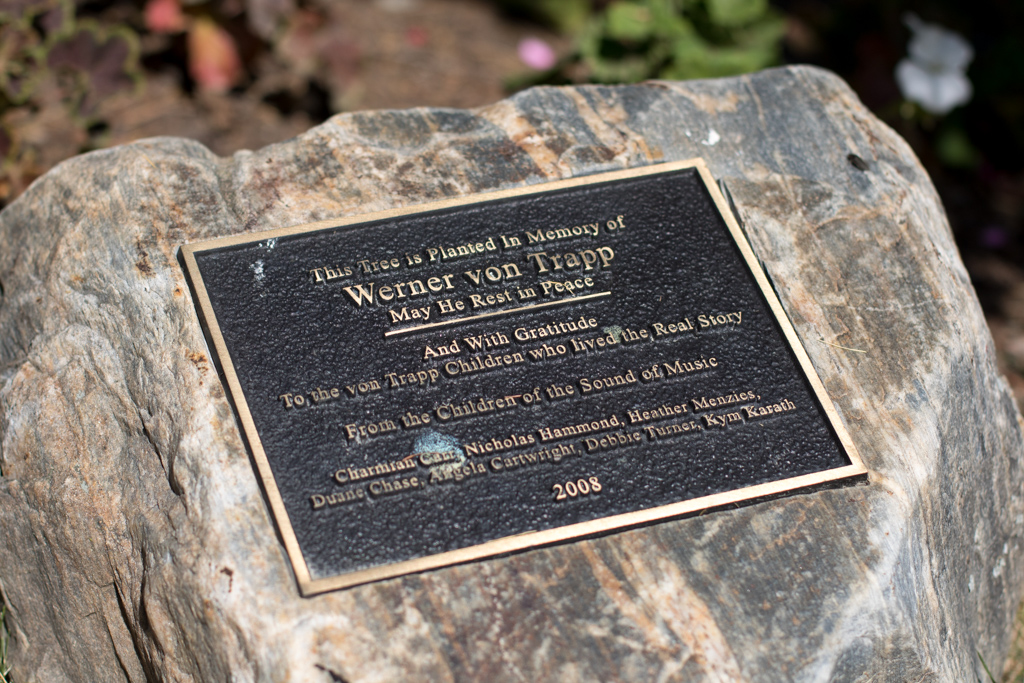 This Tree is Planted In Memory of
Werner von Trapp
May He Rest in Peace
And With Gratitude
To the von Trapp Children who lived the Real Story
From the Children of the Sound of Music
Charmian Carr, Nicholas Hammond, Heather Menzies,
Duane Chase, Angela Cartwright, Debbie Turner, Kym Karath
2008